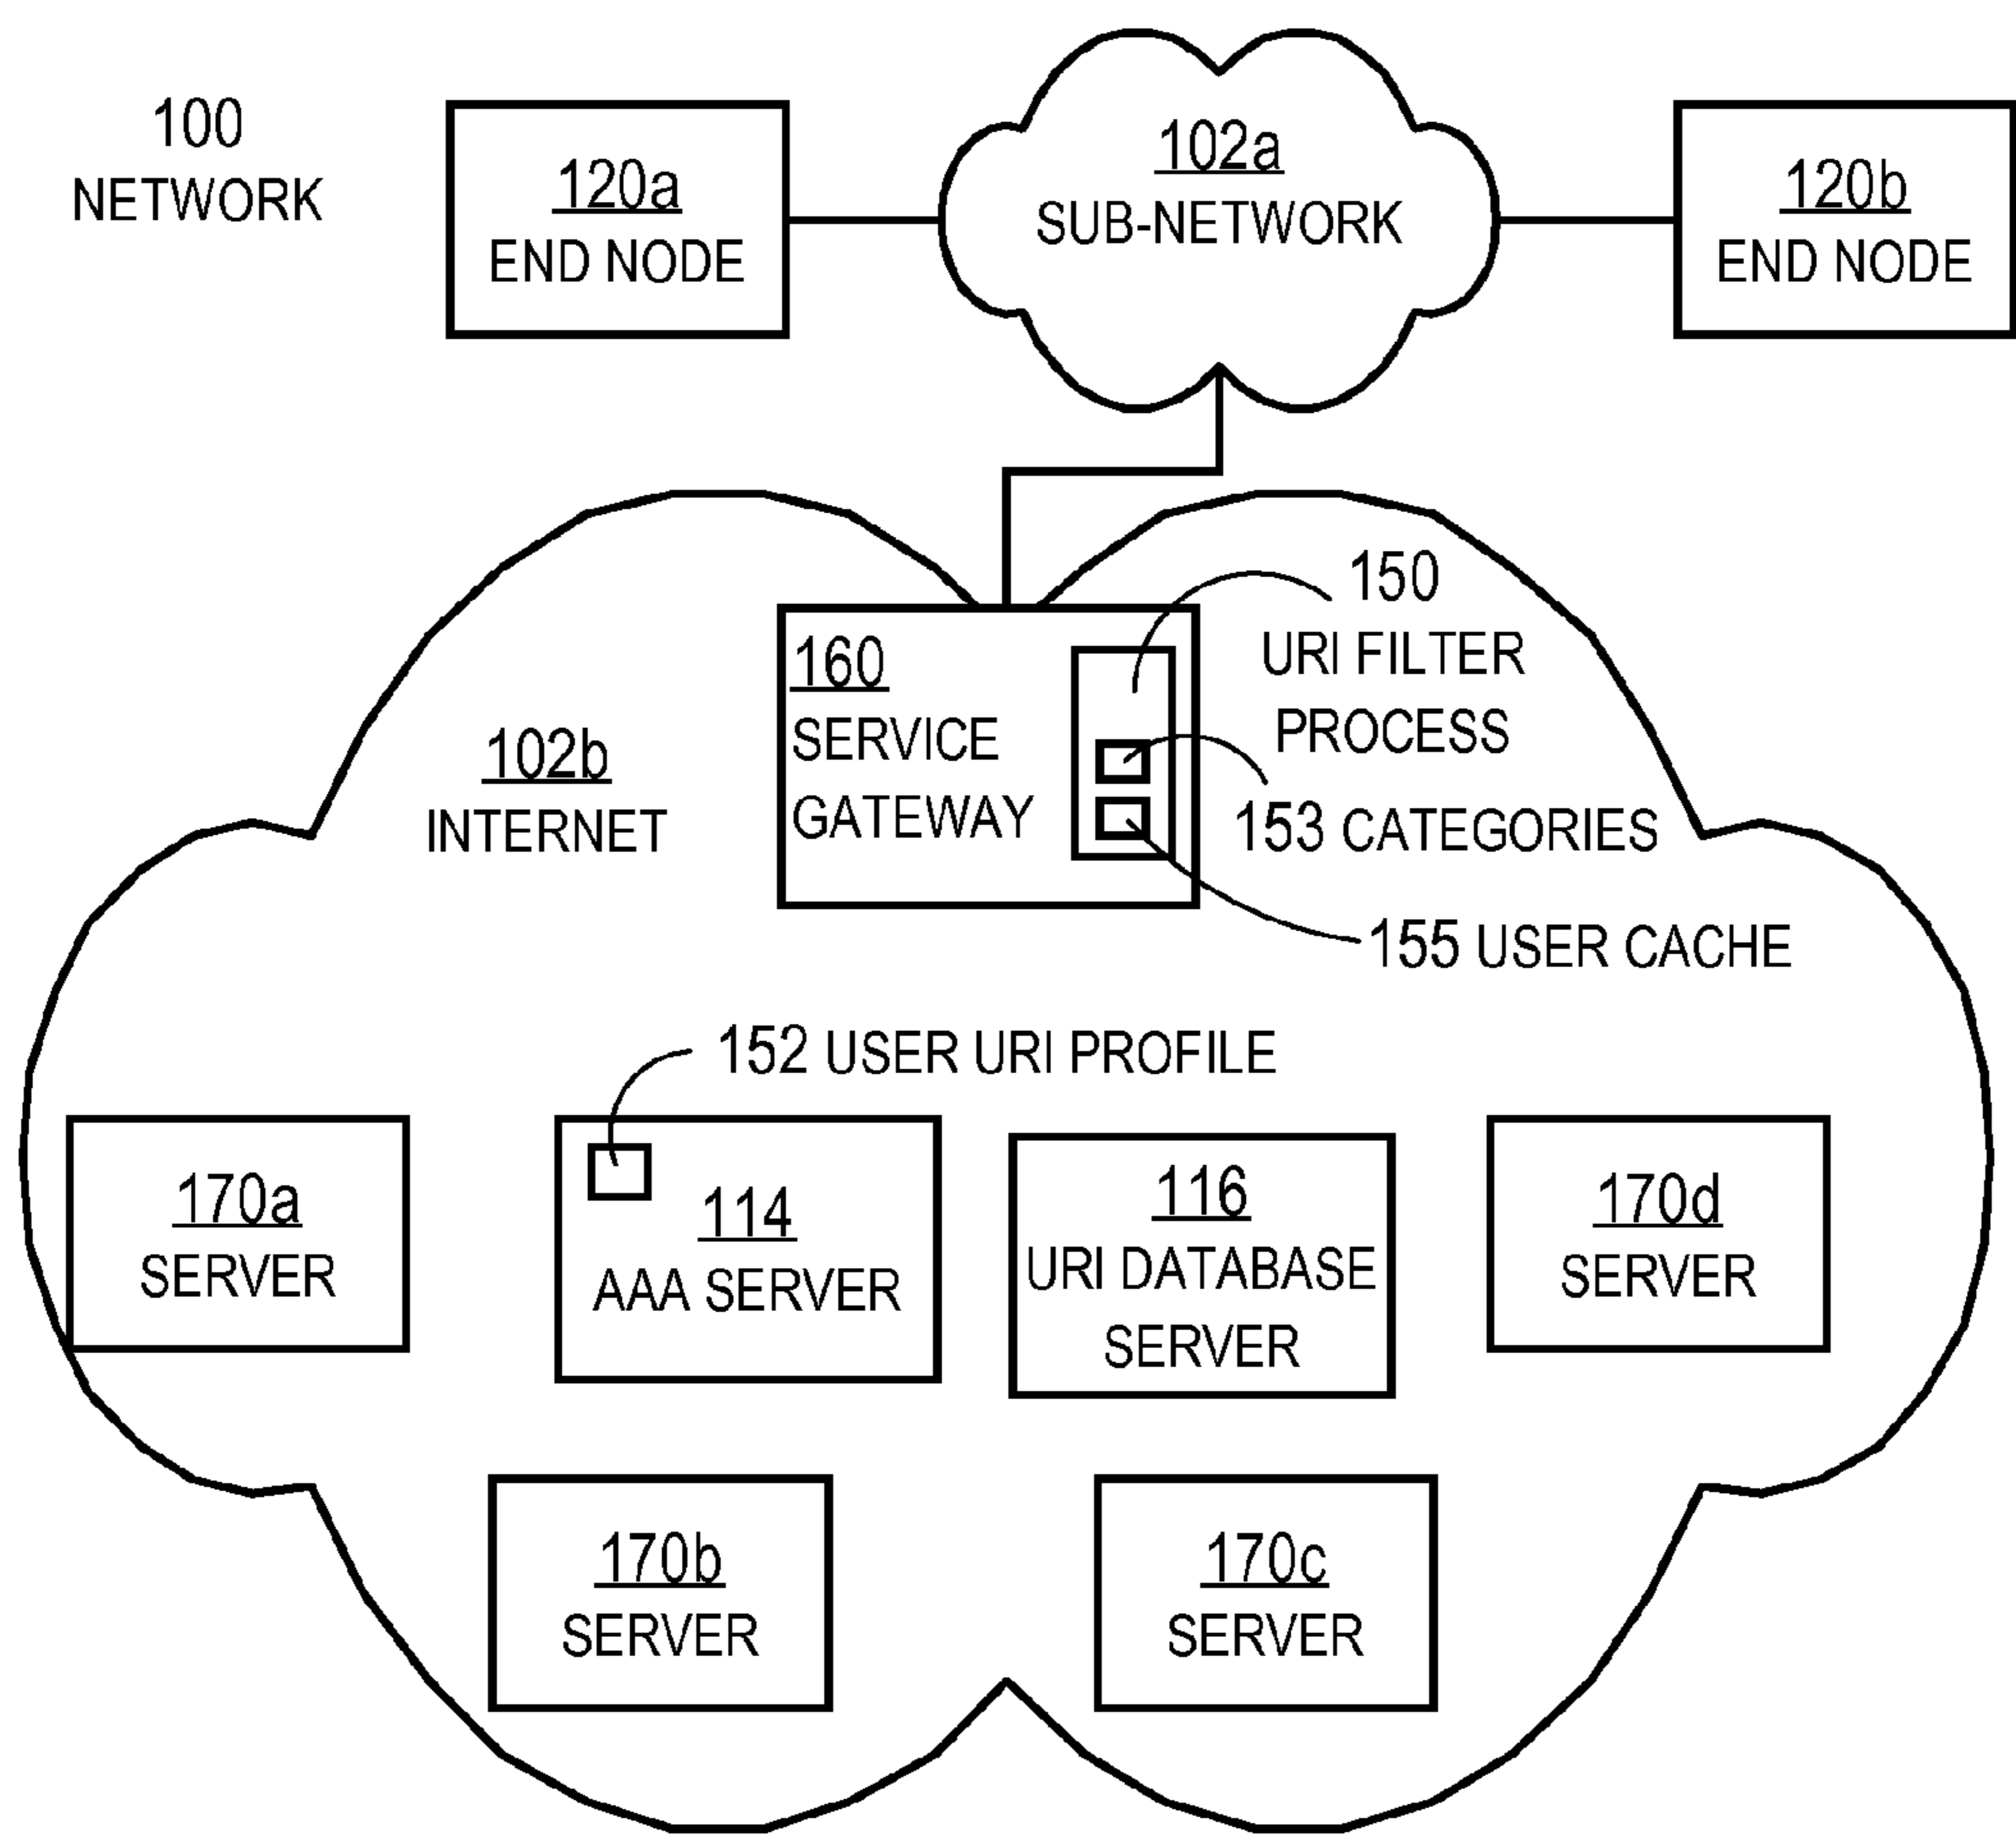 100
NETWORK
120a
END NODE
102a
SUB-NETWORK
120b
END NODE
150
URI FILTER
PROCESS
160
SERVICE
GATEWAY
102b
INTERNET
153 CATEGORIES
155 USER CACHE
152 USER URI PROFILE
170a
SERVER
114
AAA SERVER
116
URI DATABASE
SERVER
170d
SERVER
170b
SERVER
170c
SERVER